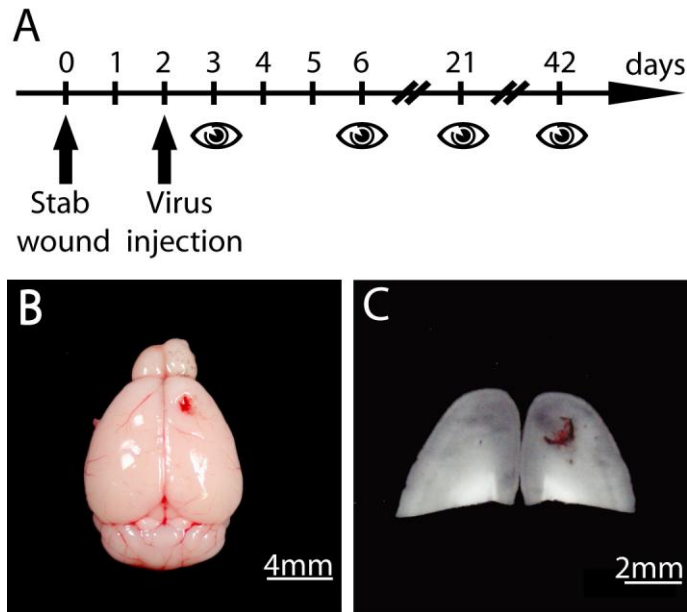 A
0 1 2 3 4 5 6 21 42 days
Stab wound
Virus injection
B
4mm
C
2mm